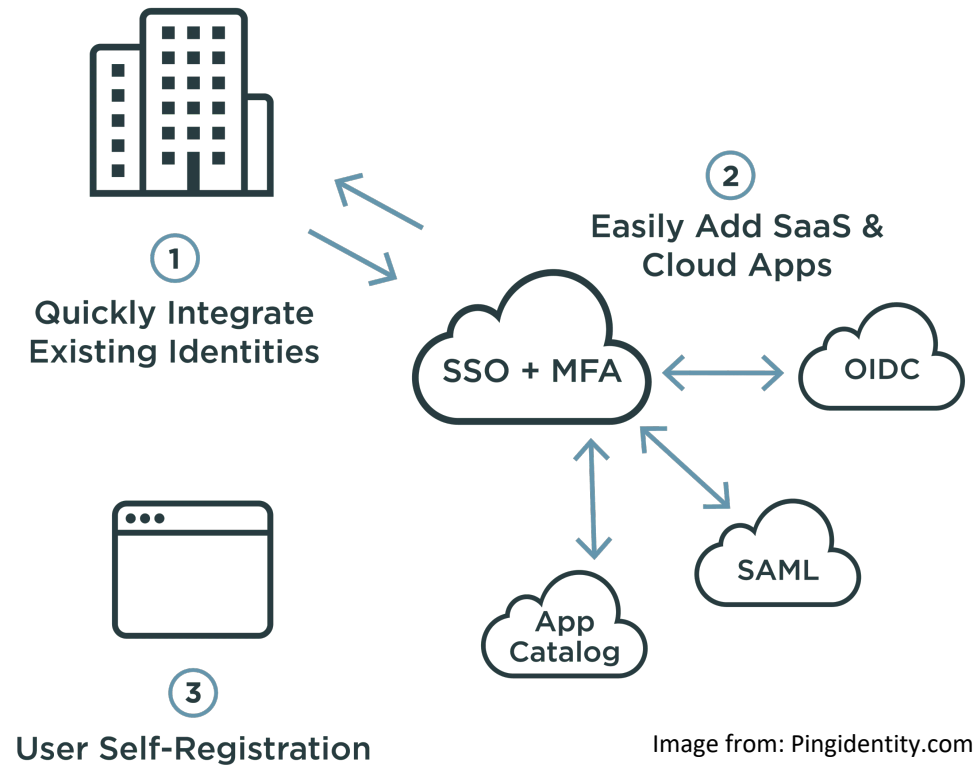 1
Quickly Integrate
Existing Identities
2
Easily Add SaaS &
Cloud Apps
SSO + MFA
OIDC
SAML
App
Catalog
3
User Self-Registration
Image from: Pingidentity.com